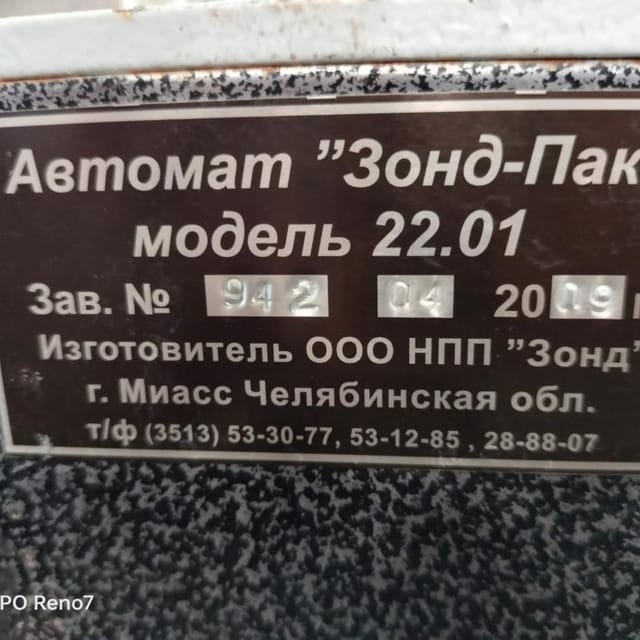 Автомат "Зонд-Пак
модель 22.01
Зав. № 942 04 2009 г
Изготовитель ООО НПП "Зонд"
г. Миасс Челябинская обл.
т/ф (3513) 53-30-77, 53-12-85 , 28-88-07
PO Reno7